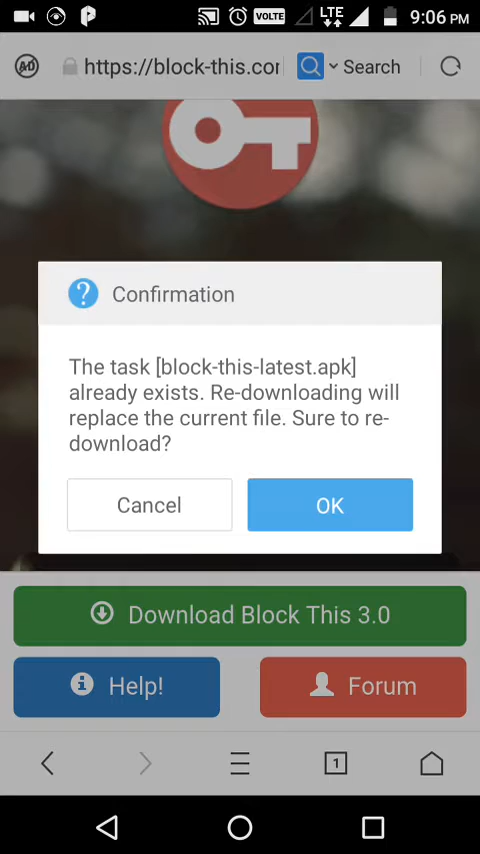 VOLTE LTE 9:06 PM
AD https://block-this.con Search
? Confirmation
The task [block-this-latest.apk]
already exists. Re-downloading will
replace the current file. Sure to re-
download?
Cancel OK
Download Block This 3.0
Help! Forum
1